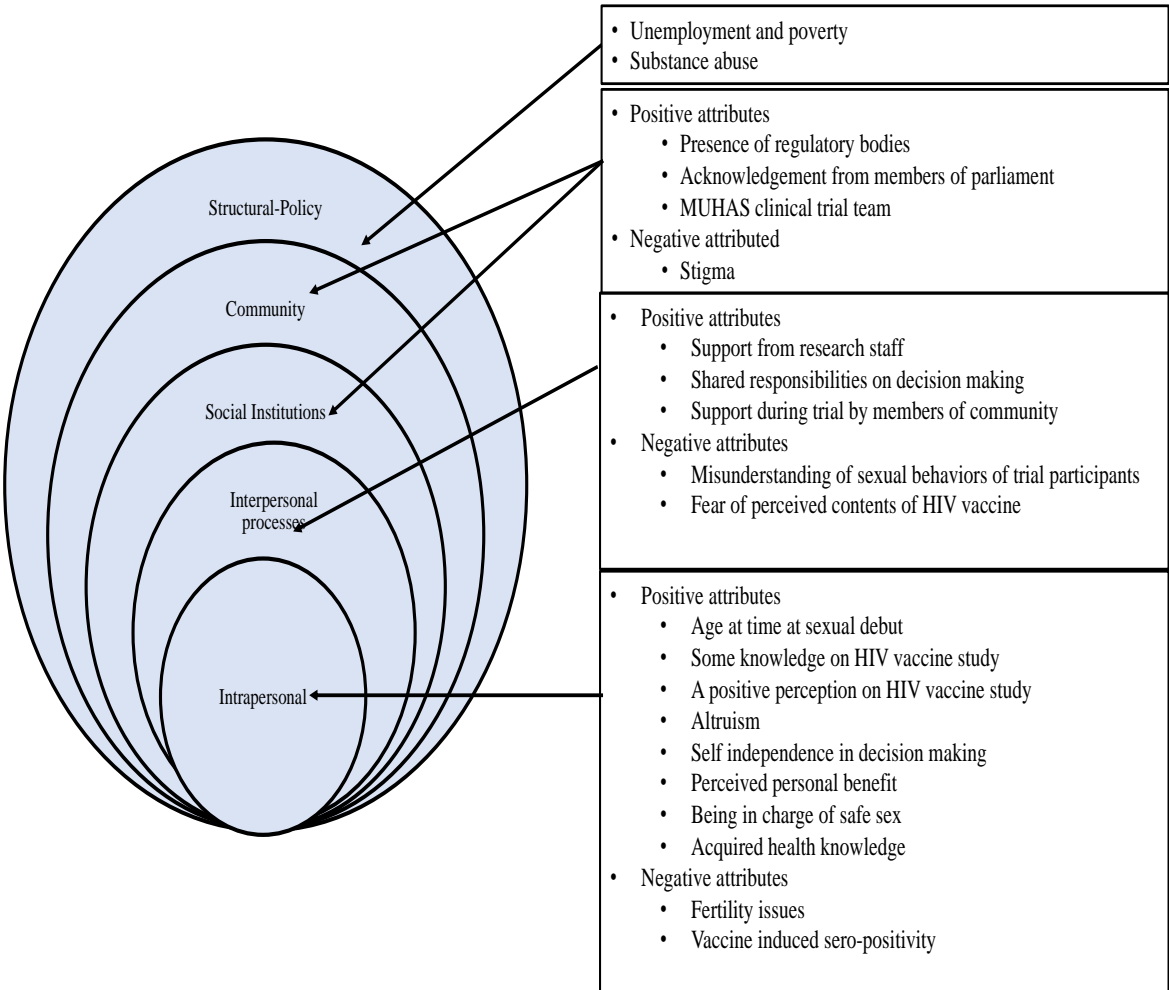 Structural-Policy
Community
Social Institutions
Interpersonal
processes
Intrapersonal
• Unemployment and poverty
• Substance abuse
• Positive attributes
• Presence of regulatory bodies
• Acknowledgement from members of parliament
• MUHAS clinical trial team
• Negative attributed
• Stigma
• Positive attributes
• Support from research staff
• Shared responsibilities on decision making
• Support during trial by members of community
• Negative attributes
• Misunderstanding of sexual behaviors of trial participants
• Fear of perceived contents of HIV vaccine
• Positive attributes
• Age at time at sexual debut
• Some knowledge on HIV vaccine study
• A positive perception on HIV vaccine study
• Altruism
• Self independence in decision making
• Perceived personal benefit
• Being in charge of safe sex
• Acquired health knowledge
• Negative attributes
• Fertility issues
• Vaccine induced sero-positivity